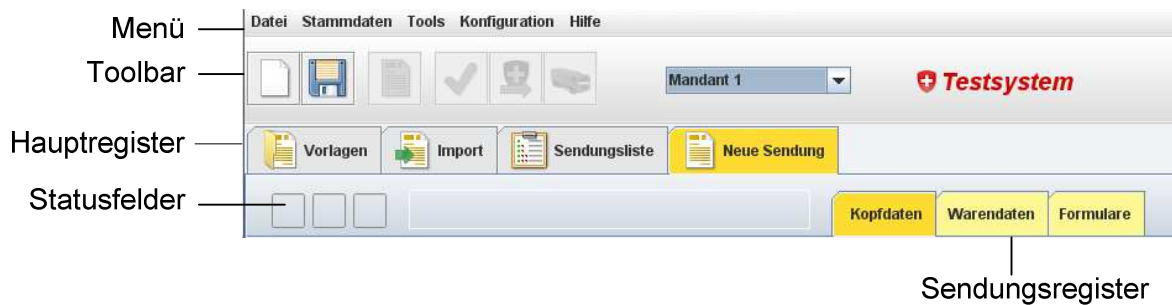 Menü
Datei Stammdaten Tools Konfiguration Hilfe
Toolbar
Mandant 1
Testsystem
Hauptregister
Vorlagen Import Sendungsliste Neue Sendung
Statusfelder
Kopfdaten Warendaten Formulare
Sendungsregister